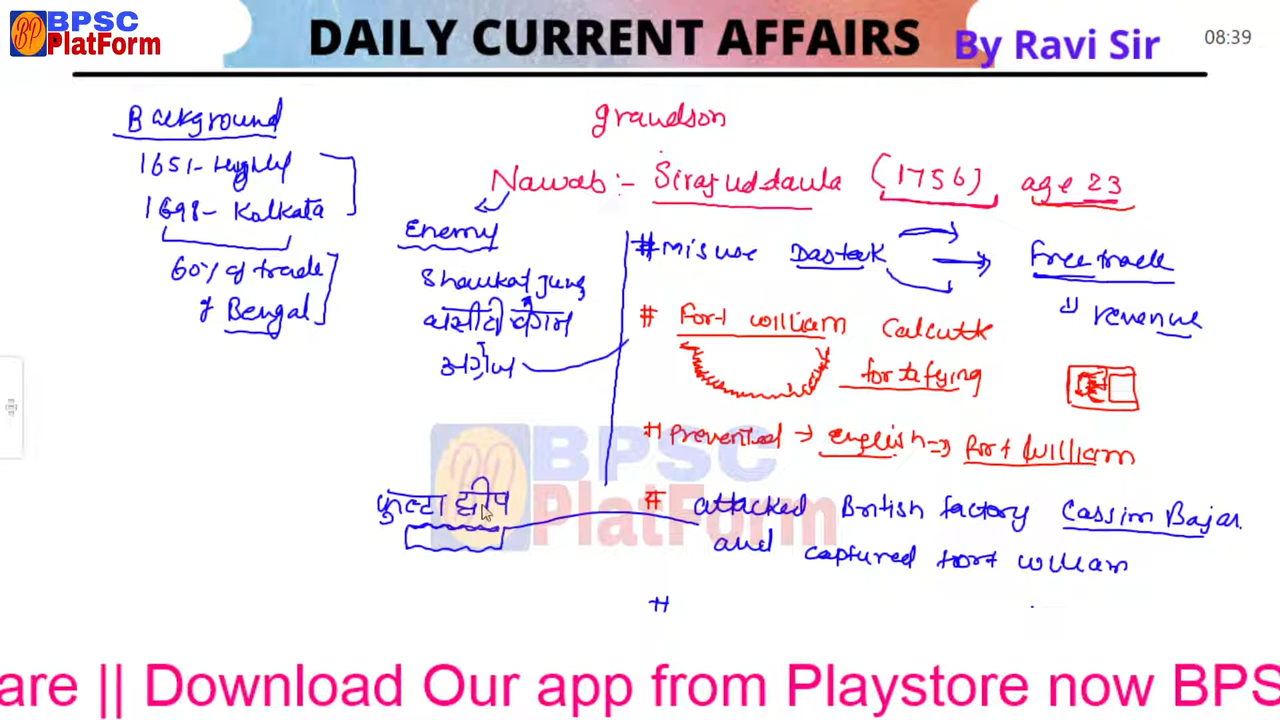 BPSC
PlatForm
DAILY CURRENT AFFAIRS
By Ravi Sir
08:39
Background
1651- Hughly
1698- Kolkata
60% of trade
of Bengal
grandson
Nawab:- Sirajuddaula (1756) age 23
Enemy
Shaukat Jung
घसीटी बेगम
अंग्रेज
# Misuse Dastak
Free trade
revenue
# Fort william Calcutta
fortifying
# Prevented → English → Fort William
फुल्टा द्वीप
# attacked British factory Cassim Bajar
and captured Fort william
#
BPSC
PlatForm
are || Download Our app from Playstore now BPS